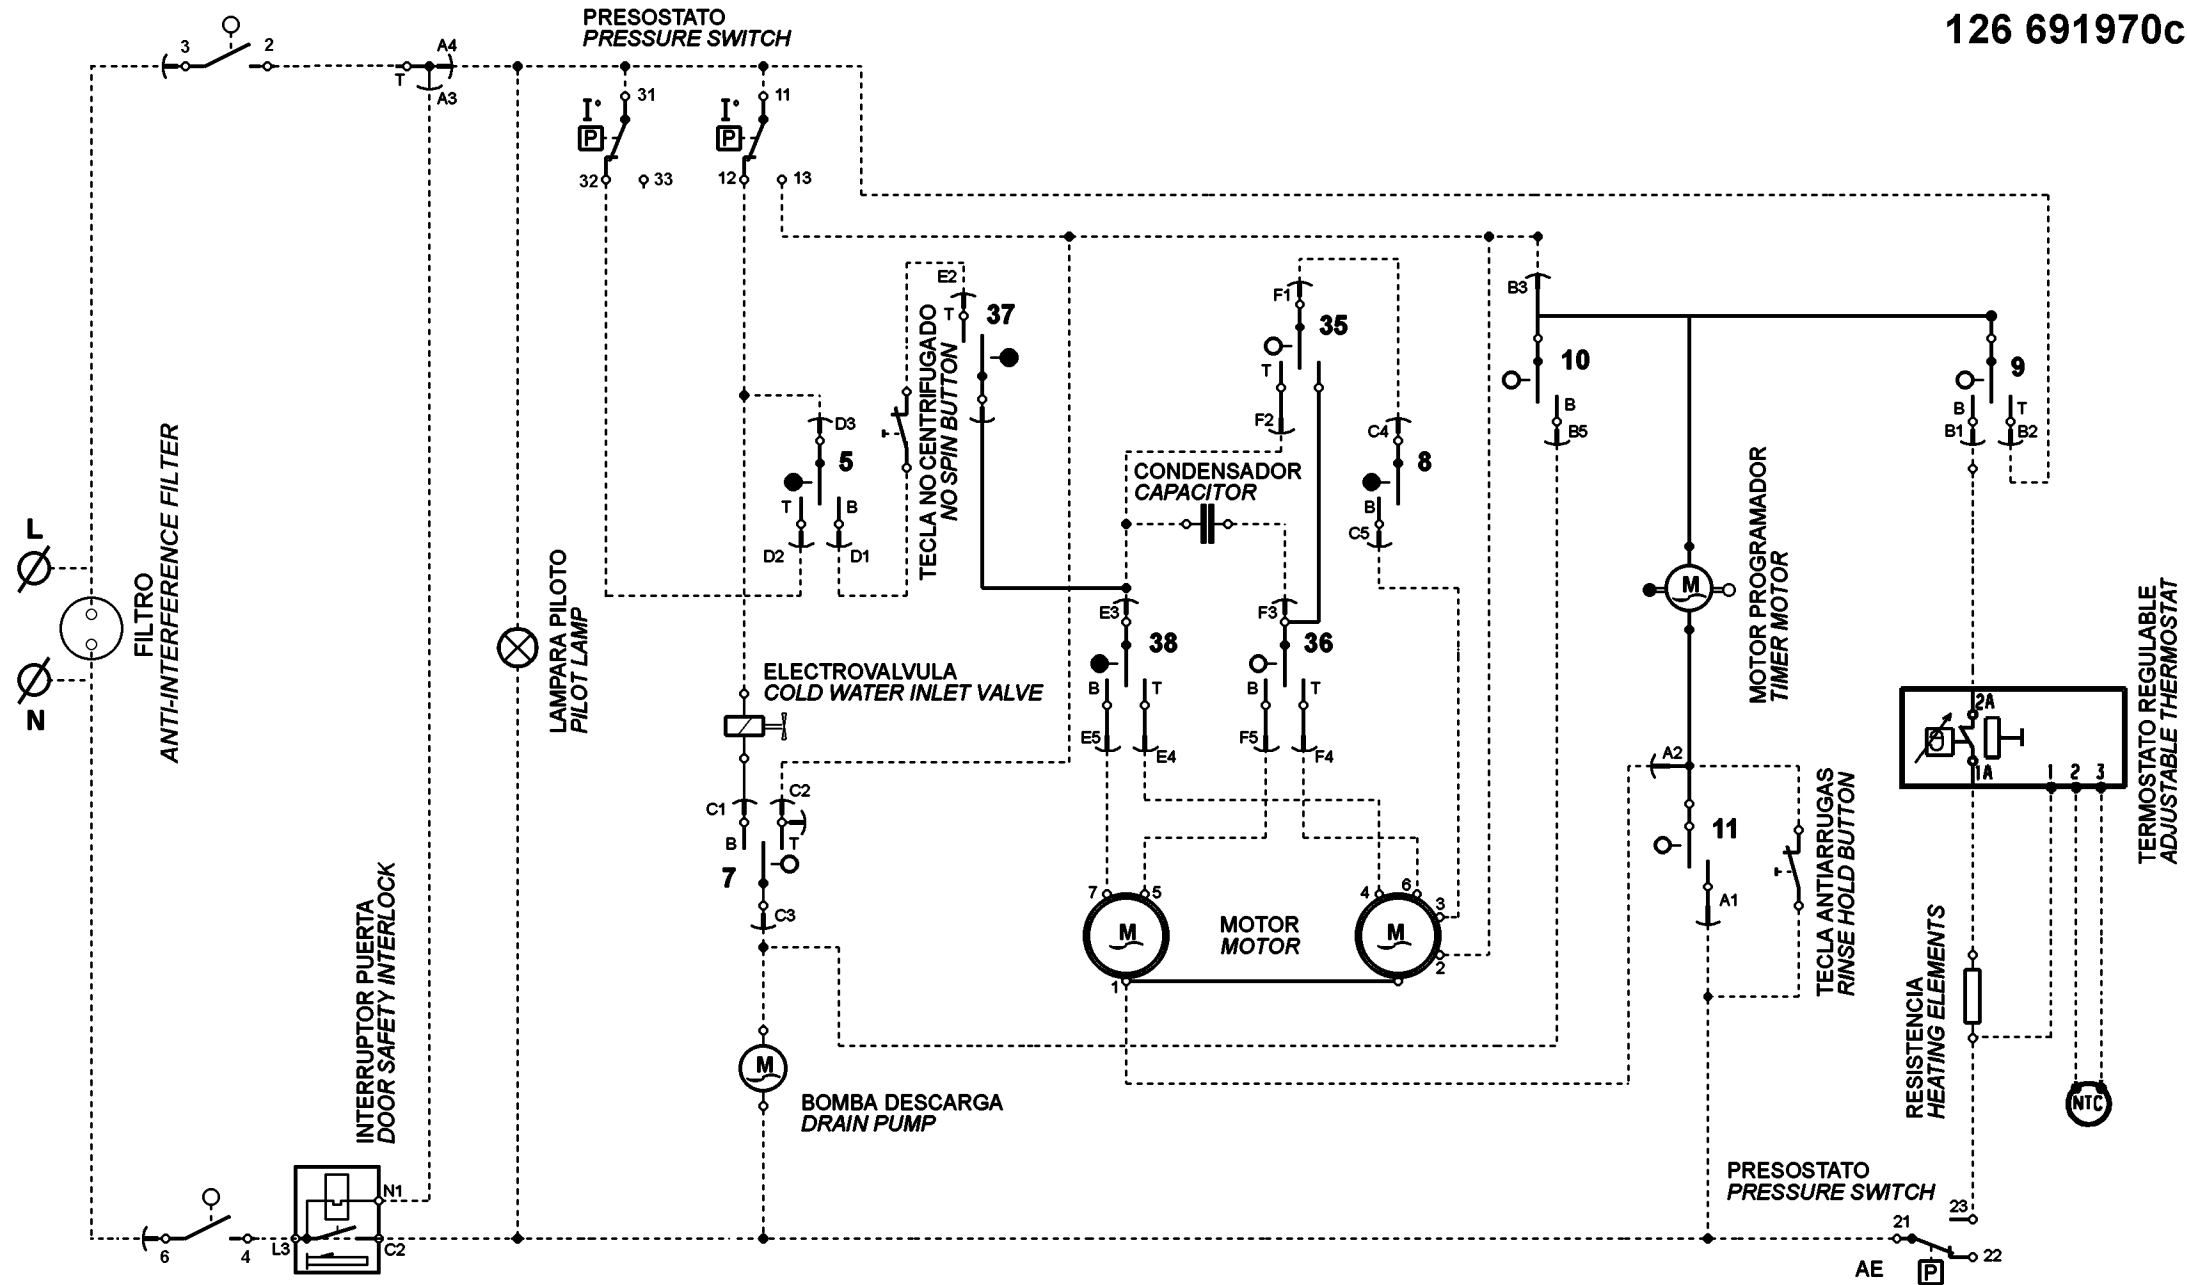 126 691970c
PRESOSTATO
PRESSURE SWITCH
3
2
A4
T
A3
31
11
I°
P
I°
P
32
33
12
13
E2
T
37
F1
35
T
F2
B3
10
B
B5
9
B
T
B1
B2
D3
5
T
B
D2
D1
TECLA NO CENTRIFUGADO
NO SPIN BUTTON
C4
8
B
C5
CONDENSADOR
CAPACITOR
L
N
FILTRO
ANTI-INTERFERENCE FILTER
LAMPARA PILOTO
PILOT LAMP
ELECTROVALVULA
COLD WATER INLET VALVE
E3
38
B
T
E5
E4
F3
36
B
T
F5
F4
M
MOTOR PROGRAMADOR
TIMER MOTOR
TERMOSTATO REGULABLE
ADJUSTABLE THERMOSTAT
2A
θ
1A
1
2
3
C1
C2
B
T
7
C3
A2
11
A1
TECLA ANTIARRUGAS
RINSE HOLD BUTTON
7
5
M
1
MOTOR
MOTOR
4
6
3
M
2
INTERRUPTOR PUERTA
DOOR SAFETY INTERLOCK
M
BOMBA DESCARGA
DRAIN PUMP
RESISTENCIA
HEATING ELEMENTS
NTC
PRESOSTATO
PRESSURE SWITCH
N1
6
4
L3
C2
21
23
22
AE
P